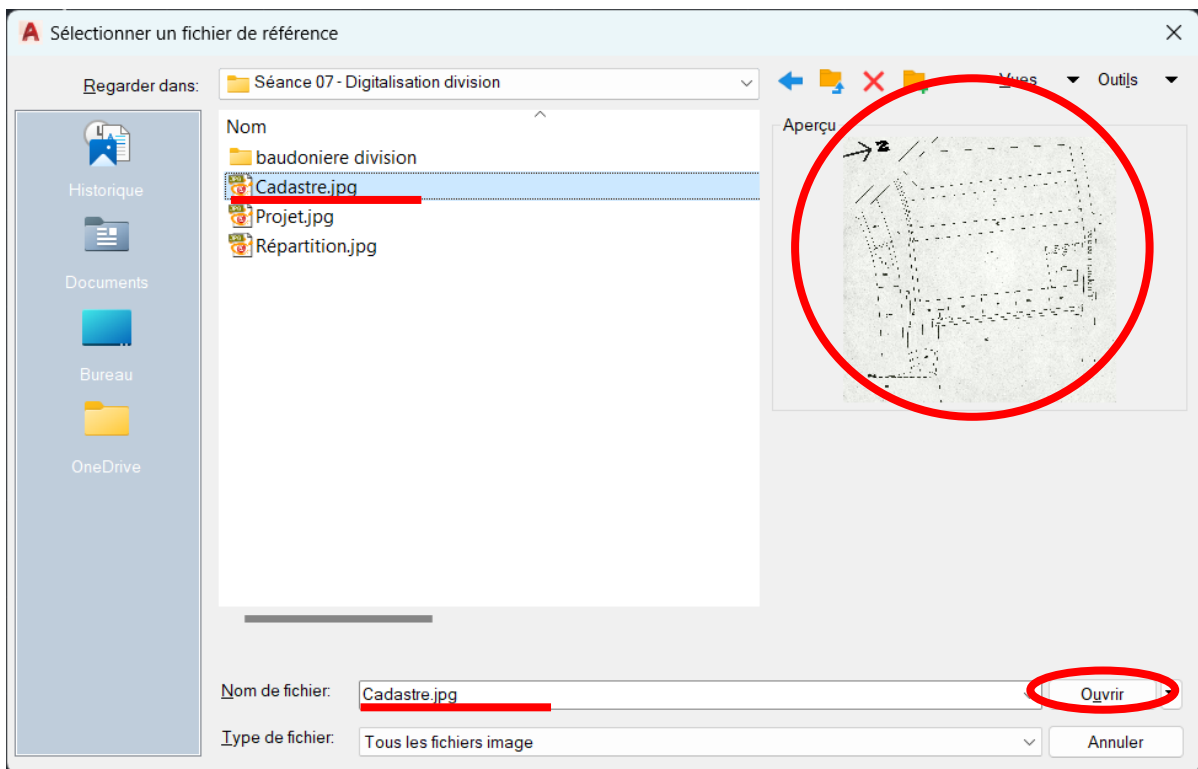 Sélectionner un fichier de référence
Regarder dans:
Séance 07 - Digitalisation division
Vues
Outils
Historique
Documents
Bureau
OneDrive
Nom
baudoniere division
Cadastre.jpg
Projet.jpg
Répartition.jpg
Aperçu
Nom de fichier:
Cadastre.jpg
Ouvrir
Type de fichier:
Tous les fichiers image
Annuler